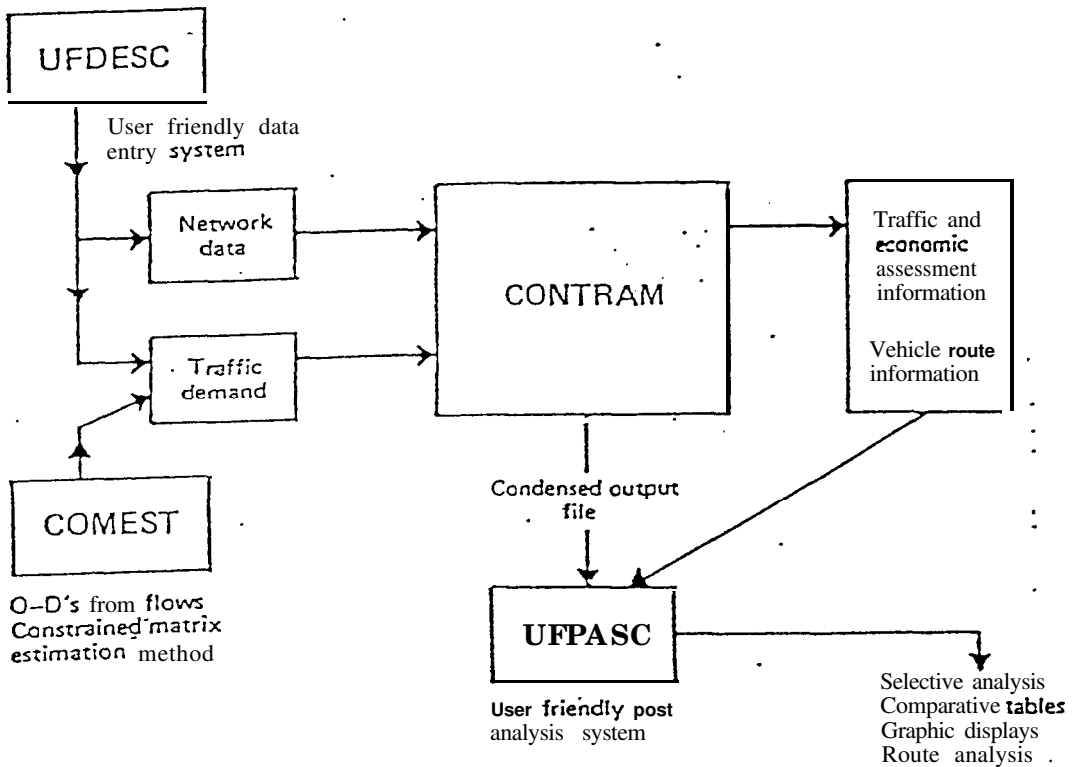 UFDESC
User friendly data
entry system
Network
data
Traffic
demand
CONTRAM
Traffic and
economic
assessment
information
Vehicle route
information
COMEST
O-D's from flows
Constrained matrix
estimation method
Condensed output
file
UFPASC
User friendly post
analysis system
Selective analysis
Comparative tables
Graphic displays
Route analysis .